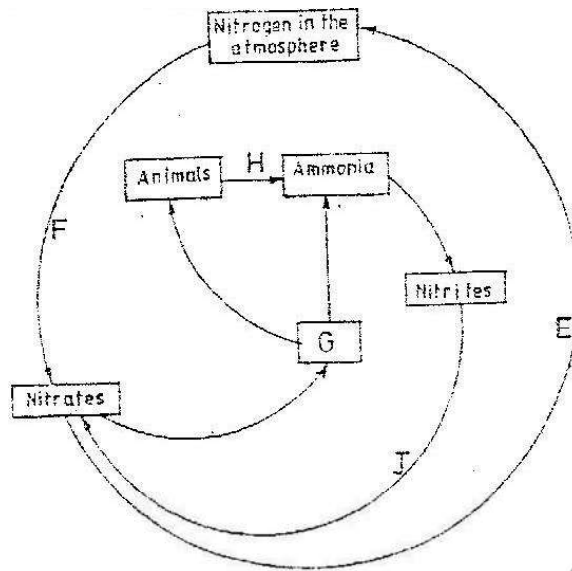 Nitrogen in the
atmosphere
Animals
H
Ammonia
F
Nitrites
G
E
Nitrates
I